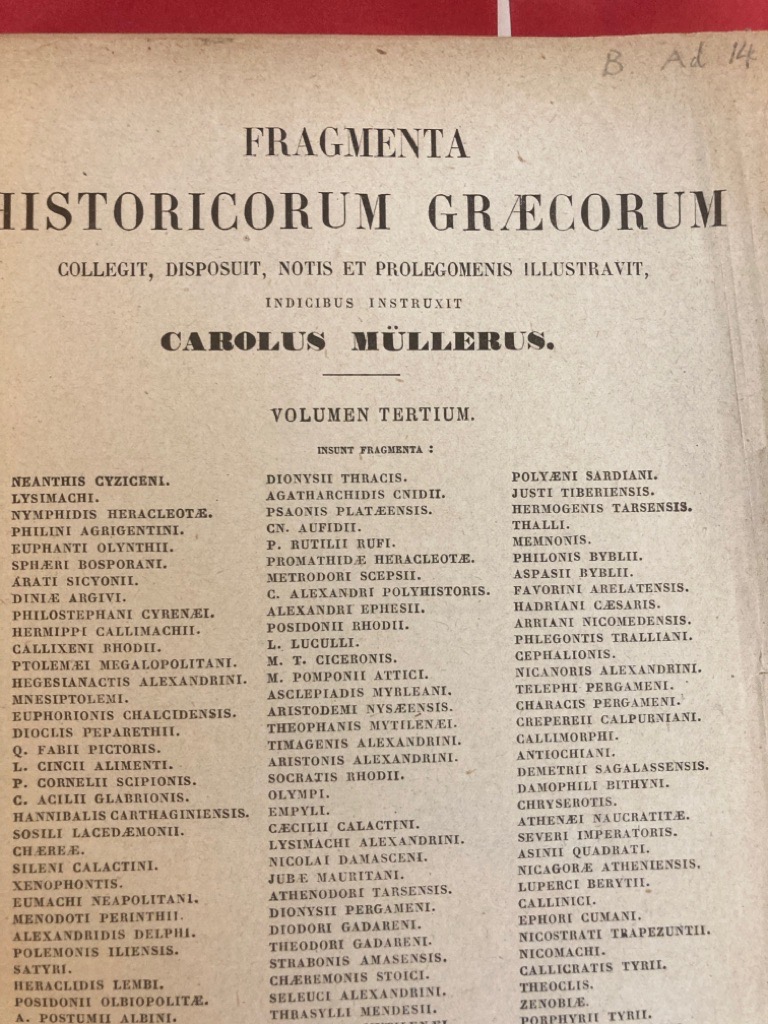 B Ad 14
FRAGMENTA
HISTORICORUM GRÆCORUM
COLLEGIT, DISPOSUIT, NOTIS ET PROLEGOMENIS ILLUSTRAVIT,
INDICIBUS INSTRUXIT
CAROLUS MÜLLERUS.
VOLUMEN TERTIUM.
INSUNT FRAGMENTA :
NEANTHIS CYZICENI.
LYSIMACHI.
NYMPHIDIS HERACLEOTÆ.
PHILINI AGRIGENTINI.
EUPHANTI OLYNTHII.
SPHÆRI BOSPORANI.
ARATI SICYONII.
DINIÆ ARGIVI.
PHILOSTEPHANI CYRENÆI.
HERMIPPI CALLIMACHII.
CALLIXENI RHODII.
PTOLEMÆI MEGALOPOLITANI.
HEGESIANACTIS ALEXANDRINI.
MNESIPTOLEMI.
EUPHORIONIS CHALCIDENSIS.
DIOCLIS PEPARETHII.
Q. FABII PICTORIS.
L. CINCII ALIMENTI.
P. CORNELII SCIPIONIS.
C. ACILII GLABRIONIS.
HANNIBALIS CARTHAGINIENSIS.
SOSILI LACEDÆMONII.
CHÆREÆ.
SILENI CALACTINI.
XENOPHONTIS.
EUMACHI NEAPOLITANI.
MENODOTI PERINTHII.
ALEXANDRIDIS DELPHI.
POLEMONIS ILIENSIS.
SATYRI.
HERACLIDIS LEMBI.
POSIDONII OLBIOPOLITÆ.
A. POSTUMII ALBINI.
DIONYSII THRACIS.
AGATHARCHIDIS CNIDII.
PSAONIS PLATÆENSIS.
CN. AUFIDII.
P. RUTILII RUFI.
PROMATHIDÆ HERACLEOTÆ.
METRODORI SCEPSII.
C. ALEXANDRI POLYHISTORIS.
ALEXANDRI EPHESII.
POSIDONII RHODII.
L. LUCULLI.
M. T. CICERONIS.
M. POMPONII ATTICI.
ASCLEPIADIS MYRLEANI.
ARISTODEMI NYSÆENSIS.
THEOPHANIS MYTILENÆI.
TIMAGENIS ALEXANDRINI.
ARISTONIS ALEXANDRINI.
SOCRATIS RHODII.
OLYMPI.
EMPYLI.
CÆCILII CALACTINI.
LYSIMACHI ALEXANDRINI.
NICOLAI DAMASCENI.
JUBÆ MAURITANI.
ATHENODORI TARSENSIS.
DIONYSII PERGAMENI.
DIODORI GADARENI.
THEODORI GADARENI.
STRABONIS AMASENSIS.
CHÆREMONIS STOICI.
SELEUCI ALEXANDRINI.
THRASYLLI MENDESII.
POLYÆNI SARDIANI.
JUSTI TIBERIENSIS.
HERMOGENIS TARSENSIS.
THALLI.
MEMNONIS.
PHILONIS BYBLII.
ASPASII BYBLII.
FAVORINI ARELATENSIS.
HADRIANI CÆSARIS.
ARRIANI NICOMEDENSIS.
PHLEGONTIS TRALLIANI.
CEPHALIONIS.
NICANORIS ALEXANDRINI.
TELEPHI PERGAMENI.
CHARACIS PERGAMENI.
CREPEREII CALPURNIANI.
CALLIMORPHI.
ANTIOCHIANI.
DEMETRII SAGALASSENSIS.
DAMOPHILI BITHYNI.
CHRYSEROTIS.
ATHENÆI NAUCRATITÆ.
SEVERI IMPERATORIS.
ASINII QUADRATI.
NICAGORÆ ATHENIENSIS.
LUPERCI BERYTII.
CALLINICI.
EPHORI CUMANI.
NICOSTRATI TRAPEZUNTII.
NICOMACHI.
CALLICRATIS TYRII.
THEOCLIS.
ZENOBIÆ.
PORPHYRII TYRII.